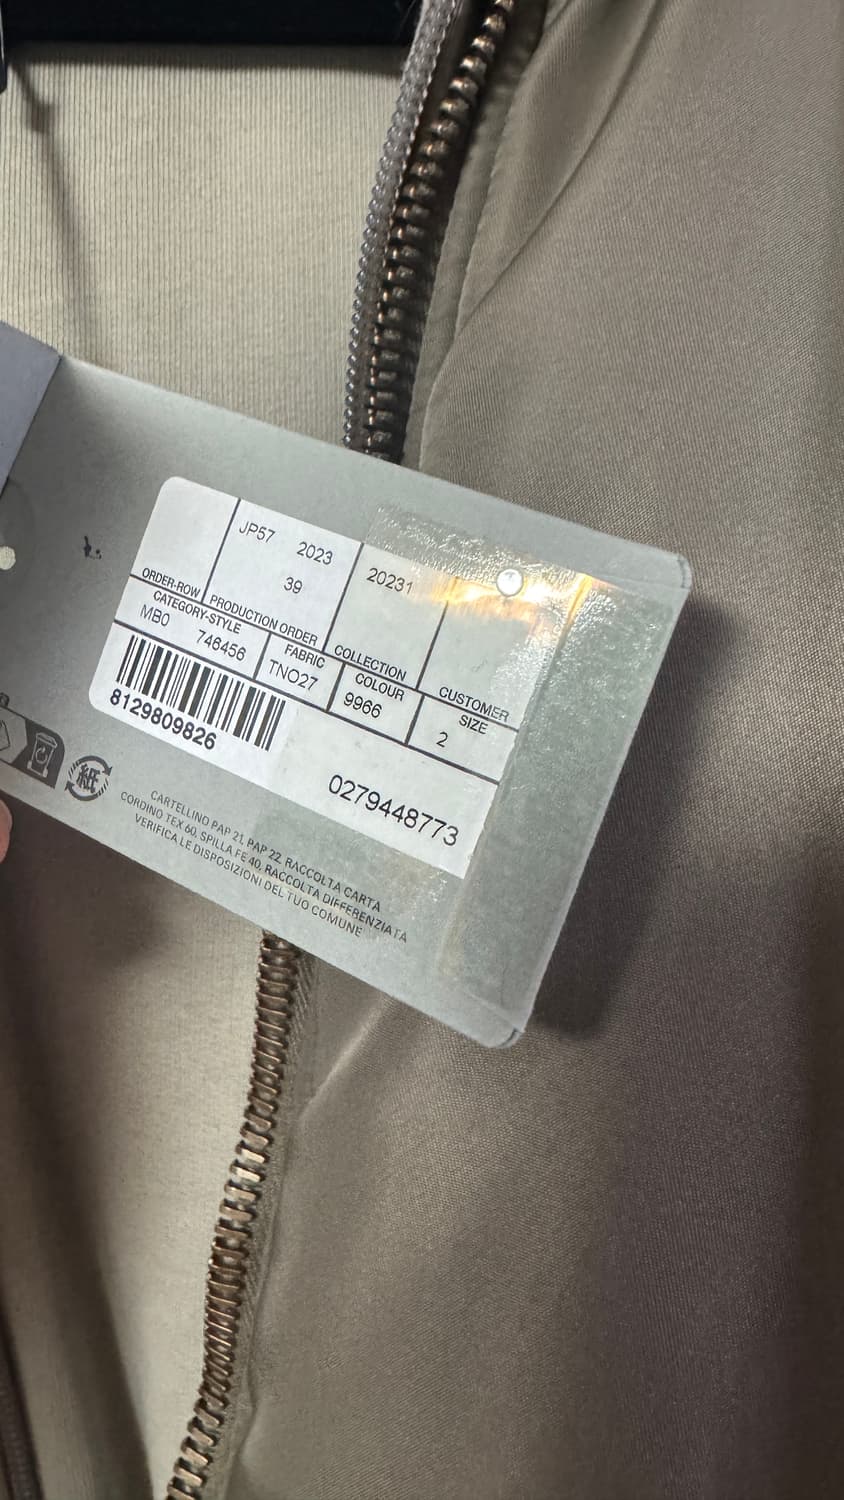 JP57 2023
39
20231
ORDER-ROW
PRODUCTION ORDER
COLLECTION
CUSTOMER
CATEGORY-STYLE
MB0 746456
FABRIC
TNO27
COLOUR
9966
SIZE
2
8129809826
0279448773
紙
CARTELLINO PAP 21, PAP 22 RACCOLTA CARTA
CORDINO TEX 60, SPILLA FE 40, RACCOLTA DIFFERENZIATA
VERIFICA LE DISPOSIZIONI DEL TUO COMUNE